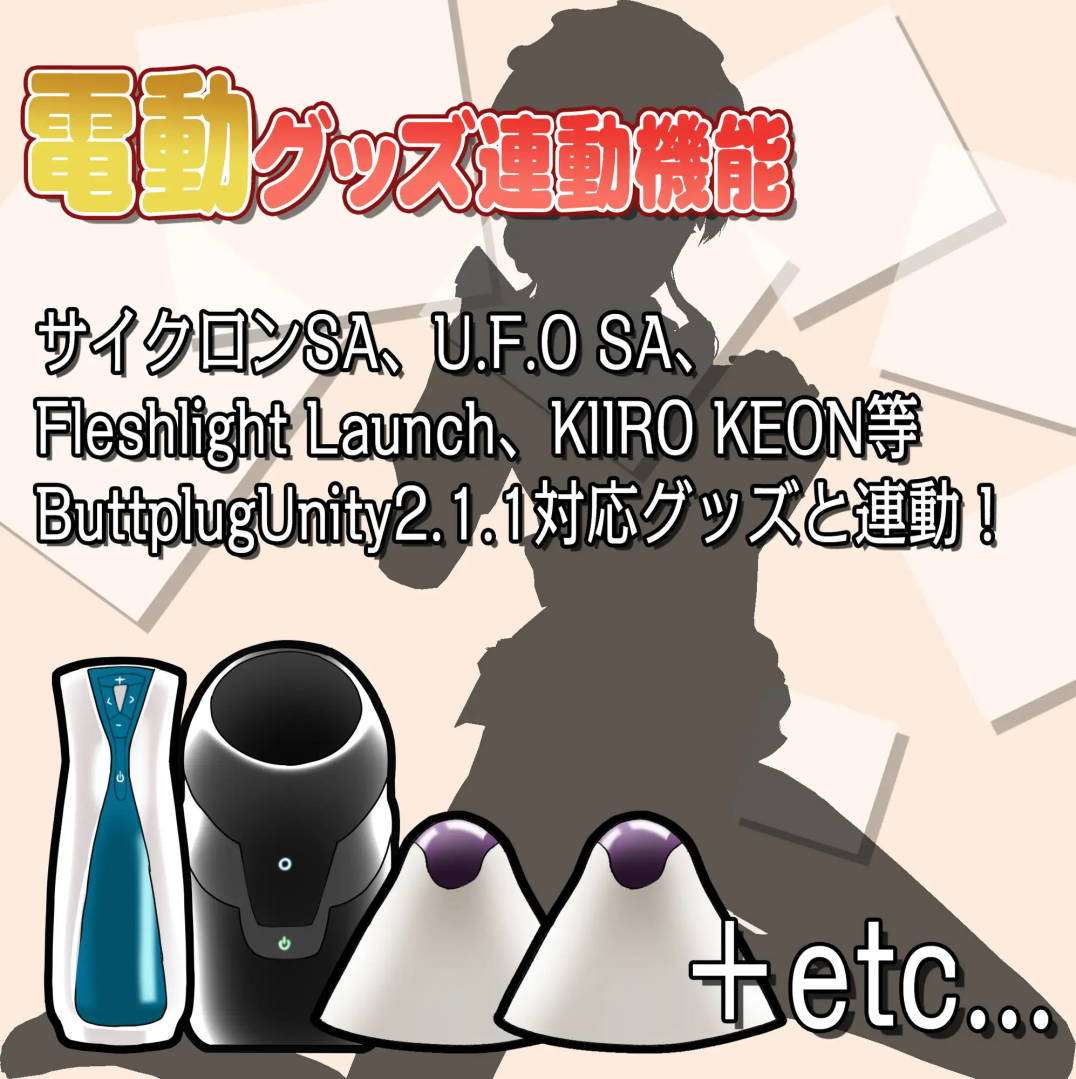 電動グッズ連動機能
サイクロンSA、U.F.O SA、
Fleshlight Launch、KIIRO KEON等
ButtplugUnity2.1.1対応グッズと連動！
＋etc...